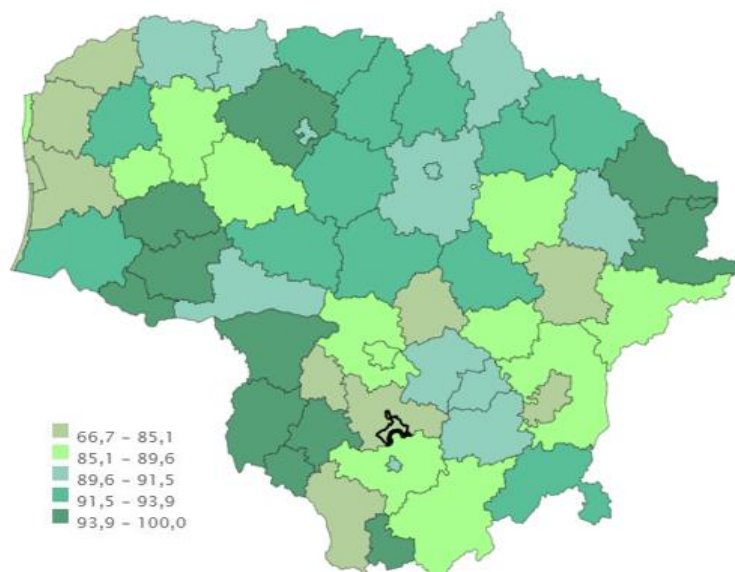 66,7 – 85,1
85,1 – 89,6
89,6 – 91,5
91,5 – 93,9
93,9 – 100,0